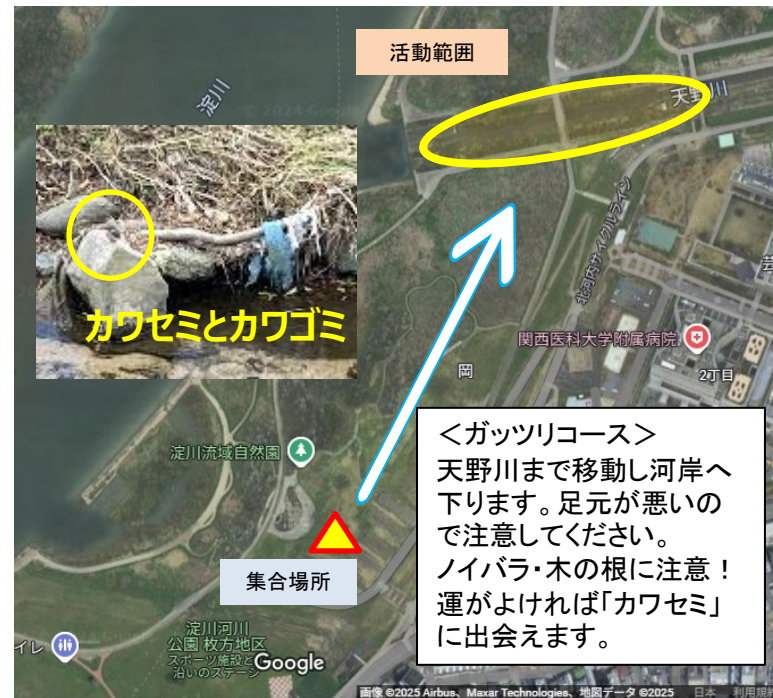 活動範囲
淀川
天野川
カワセミとカワゴミ
北河内サイクルライン
関西医科大学附属病院
2丁目
岡
芸
淀川流域自然園
集合場所
<ガッツリコース>
天野川まで移動し河岸へ
下ります。足元が悪いの
で注意してください。
ノイバラ・木の根に注意!
運がよければ「カワセミ」
に出会えます。
イレ
淀川河川
公園 枚方地区
スポーツ施設と
沿いのステージ
Google
画像 ©2025 Airbus、Maxar Technologies、地図データ ©2025 日本 利用規